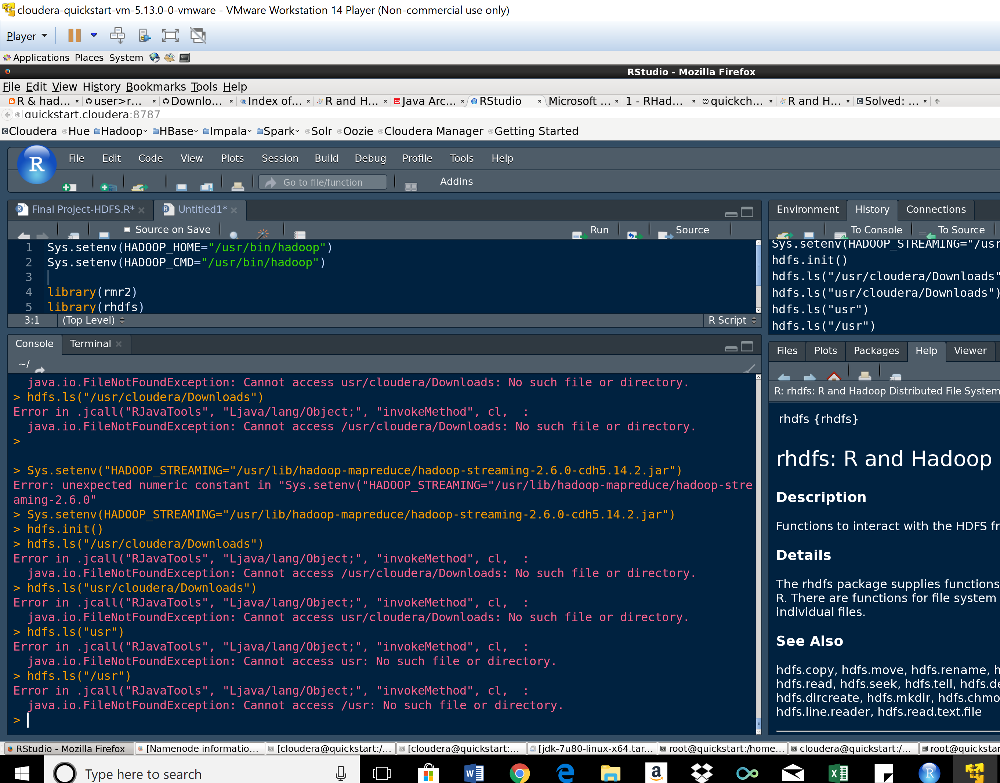 cloudera-quickstart-vm-5.13.0-0-vmware - VMware Workstation 14 Player (Non-commercial use only)
Player
Applications Places System
RStudio - Mozilla Firefox
File Edit View History Bookmarks Tools Help
R & had... × user>r... × Downlo... × Index of... × R and H... × Java Arc... × RStudio × Microsoft ... × 1 - RHad... × quickch... × R and H... × Solved: ... ×
quickstart.cloudera:8787
Cloudera Hue Hadoop HBase Impala Spark Solr Oozie Cloudera Manager Getting Started
R File Edit Code View Plots Session Build Debug Profile Tools Help
Go to file/function Addins
Final Project-HDFS.R* Untitled1*
Source on Save Run Source
1 Sys.setenv(HADOOP_HOME="/usr/bin/hadoop")
2 Sys.setenv(HADOOP_CMD="/usr/bin/hadoop")
3
4 library(rmr2)
5 library(rhdfs)
3:1 (Top Level) R Script
Console Terminal
~/
java.io.FileNotFoundException: Cannot access usr/cloudera/Downloads: No such file or directory.
> hdfs.ls("/usr/cloudera/Downloads")
Error in .jcall("RJavaTools", "Ljava/lang/Object;", "invokeMethod", cl,  :
java.io.FileNotFoundException: Cannot access /usr/cloudera/Downloads: No such file or directory.
>
> Sys.setenv("HADOOP_STREAMING="/usr/lib/hadoop-mapreduce/hadoop-streaming-2.6.0-cdh5.14.2.jar")
Error: unexpected numeric constant in "Sys.setenv("HADOOP_STREAMING="/usr/lib/hadoop-mapreduce/hadoop-stre
aming-2.6.0"
> Sys.setenv(HADOOP_STREAMING="/usr/lib/hadoop-mapreduce/hadoop-streaming-2.6.0-cdh5.14.2.jar")
> hdfs.init()
> hdfs.ls("/usr/cloudera/Downloads")
Error in .jcall("RJavaTools", "Ljava/lang/Object;", "invokeMethod", cl,  :
java.io.FileNotFoundException: Cannot access /usr/cloudera/Downloads: No such file or directory.
> hdfs.ls("usr/cloudera/Downloads")
Error in .jcall("RJavaTools", "Ljava/lang/Object;", "invokeMethod", cl,  :
java.io.FileNotFoundException: Cannot access usr/cloudera/Downloads: No such file or directory.
> hdfs.ls("usr")
Error in .jcall("RJavaTools", "Ljava/lang/Object;", "invokeMethod", cl,  :
java.io.FileNotFoundException: Cannot access usr: No such file or directory.
> hdfs.ls("/usr")
Error in .jcall("RJavaTools", "Ljava/lang/Object;", "invokeMethod", cl,  :
java.io.FileNotFoundException: Cannot access /usr: No such file or directory.
>
Environment History Connections
To Console To Source
Sys.setenv(HADOOP_STREAMING="/usr
hdfs.init()
hdfs.ls("/usr/cloudera/Downloads"
hdfs.ls("usr/cloudera/Downloads")
hdfs.ls("usr")
hdfs.ls("/usr")
Files Plots Packages Help Viewer
R: rhdfs: R and Hadoop Distributed File System
rhdfs {rhdfs}
rhdfs: R and Hadoop
Description
Functions to interact with the HDFS fr
Details
The rhdfs package supplies functions
R. There are functions for file system
individual files.
See Also
hdfs.copy, hdfs.move, hdfs.rename, h
hdfs.read, hdfs.seek, hdfs.tell, hdfs.de
hdfs.dircreate, hdfs.mkdir, hdfs.chmo
hdfs.line.reader, hdfs.read.text.file
RStudio - Mozilla Firefox [Namenode informatio... [cloudera@quickstart:/... [cloudera@quickstart:... [jdk-7u80-linux-x64.tar... root@quickstart:/home... cloudera@quickstart:/... root@quickstar
Type here to search